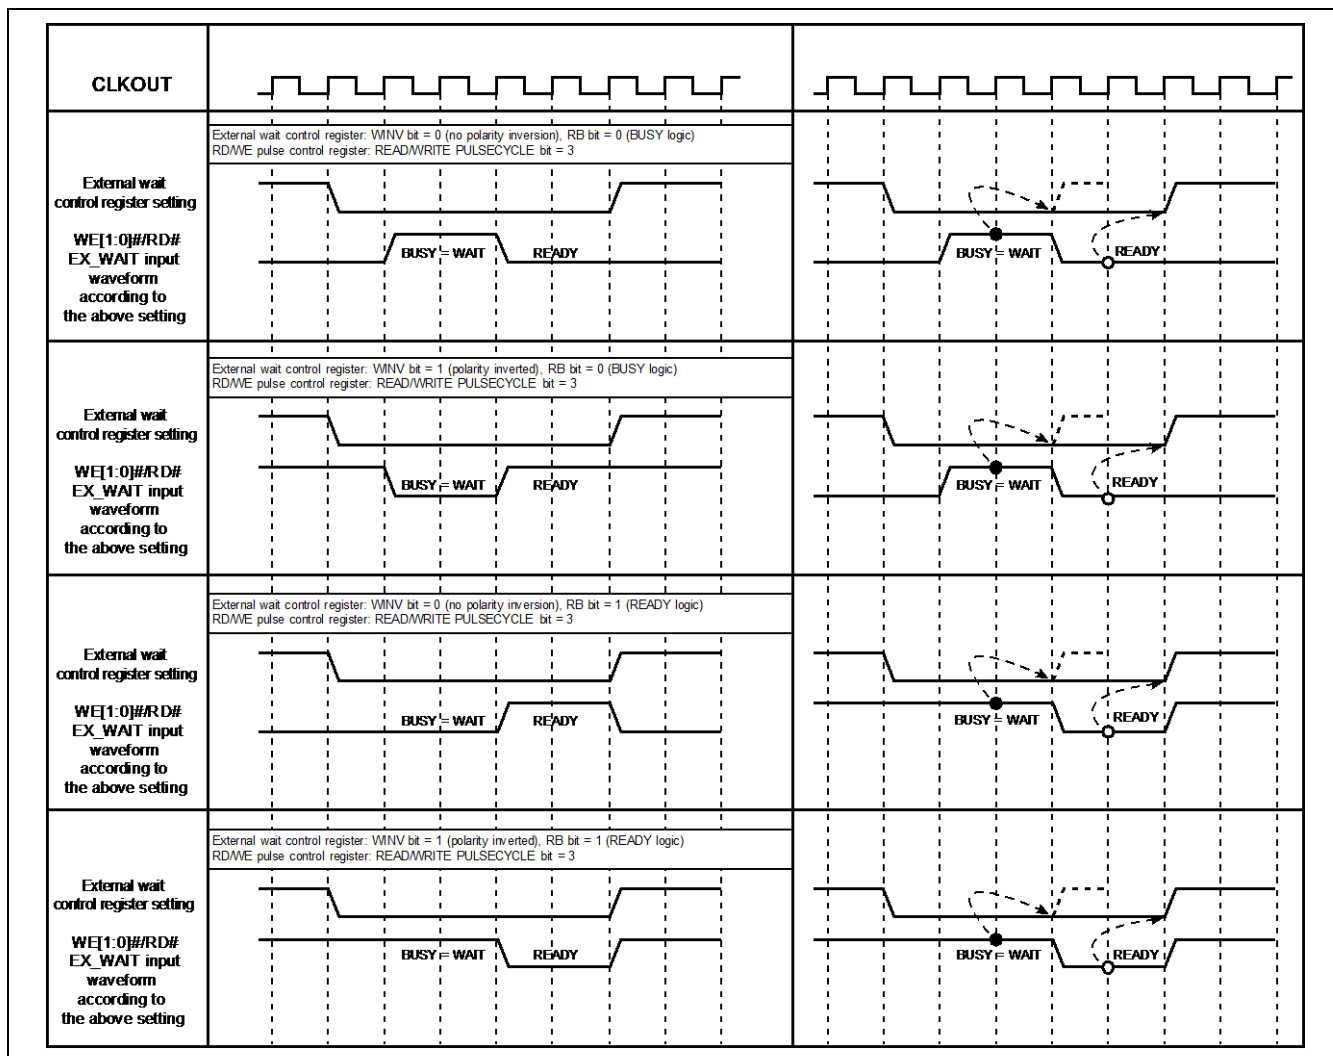 CLKOUT
External wait control register: WINV bit = 0 (no polarity inversion), RB bit = 0 (BUSY logic)
RD/WE pulse control register: READ/WRITE PULSECYCLE bit = 3
External wait
control register setting
WE[1:0]#/RD#
EX_WAIT input
waveform
according to
the above setting
BUSY = WAIT
READY
BUSY = WAIT
READY
External wait control register: WINV bit = 1 (polarity inverted), RB bit = 0 (BUSY logic)
RD/WE pulse control register: READ/WRITE PULSECYCLE bit = 3
External wait
control register setting
WE[1:0]#/RD#
EX_WAIT input
waveform
according to
the above setting
BUSY = WAIT
READY
BUSY = WAIT
READY
External wait control register: WINV bit = 0 (no polarity inversion), RB bit = 1 (READY logic)
RD/WE pulse control register: READ/WRITE PULSECYCLE bit = 3
External wait
control register setting
WE[1:0]#/RD#
EX_WAIT input
waveform
according to
the above setting
BUSY = WAIT
READY
BUSY = WAIT
READY
External wait control register: WINV bit = 1 (polarity inverted), RB bit = 1 (READY logic)
RD/WE pulse control register: READ/WRITE PULSECYCLE bit = 3
External wait
control register setting
WE[1:0]#/RD#
EX_WAIT input
waveform
according to
the above setting
BUSY = WAIT
READY
BUSY = WAIT
READY